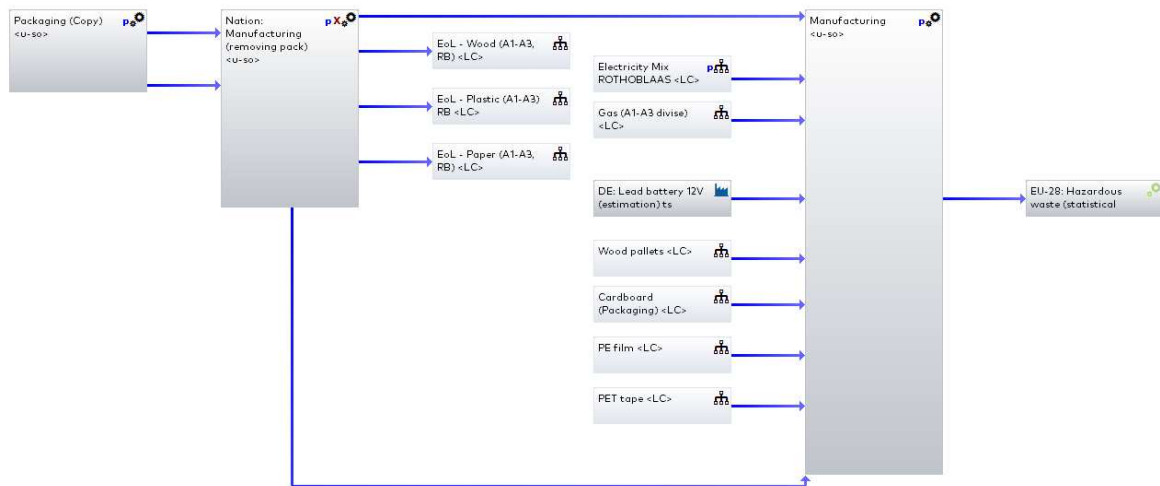 Packaging (Copy)
<u-so>
p
Nation:
Manufacturing
(removing pack)
<u-so>
p X
EoL - Wood (A1-A3,
RB) <LC>
EoL - Plastic (A1-A3)
RB <LC>
EoL - Paper (A1-A3,
RB) <LC>
Electricity Mix
ROTHOBLAAS <LC>
p
Gas (A1-A3 divise)
<LC>
DE: Lead battery 12V
(estimation) ts
Wood pallets <LC>
Cardboard
(Packaging) <LC>
PE film <LC>
PET tape <LC>
Manufacturing
<u-so>
p
EU-28: Hazardous
waste (statistical